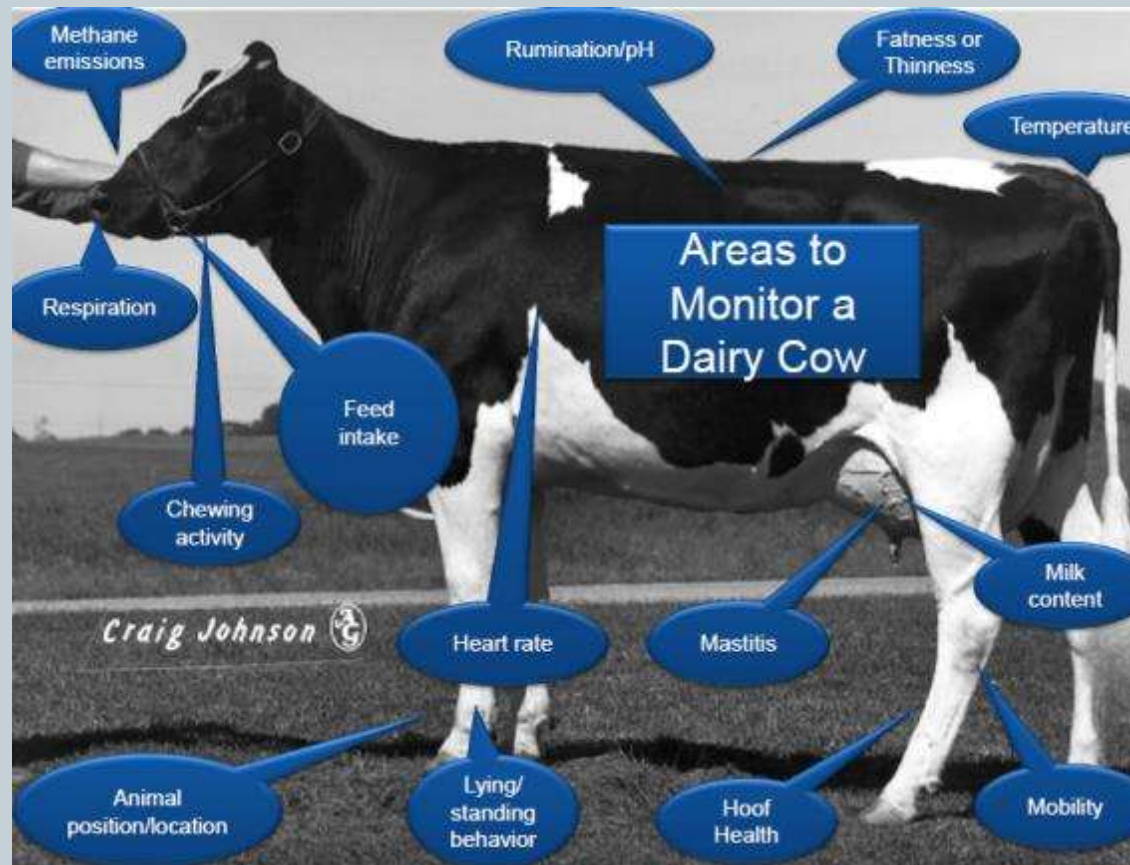 Methane
emissions
Rumination/pH
Fatness or
Thinness
Temperature
Respiration
Areas to
Monitor a
Dairy Cow
Feed
intake
Chewing
activity
Milk
content
Craig Johnson
Heart rate
Mastitis
Animal
position/location
Lying/
standing
behavior
Hoof
Health
Mobility